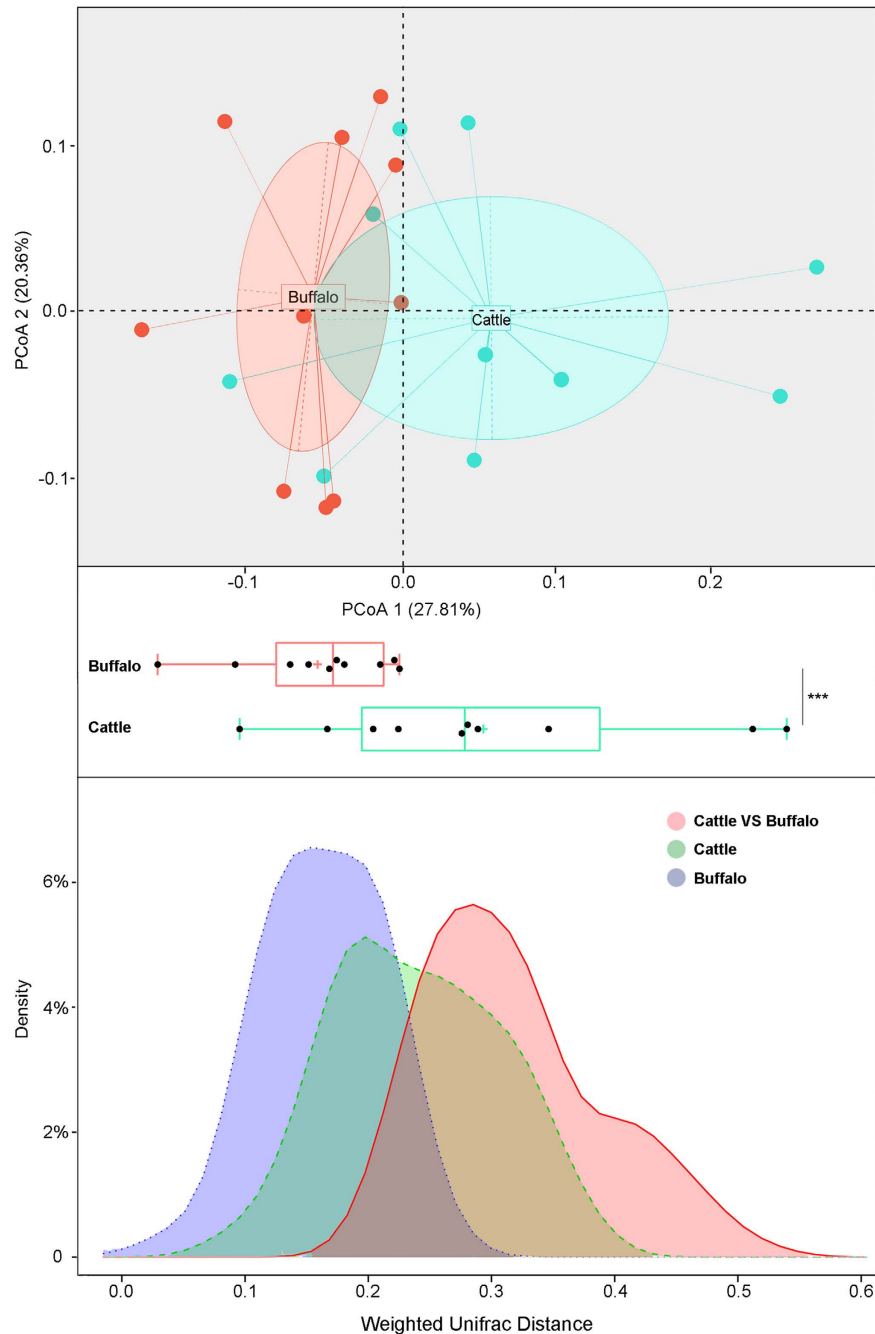 0.1
0.0
-0.1
PCoA 2 (20.36%)
Buffalo
Cattle
-0.1
0.0
0.1
0.2
PCoA 1 (27.81%)
Buffalo
Cattle
***
Cattle VS Buffalo
Cattle
Buffalo
6%
4%
2%
0
Density
0.0
0.1
0.2
0.3
0.4
0.5
0.6
Weighted Unifrac Distance